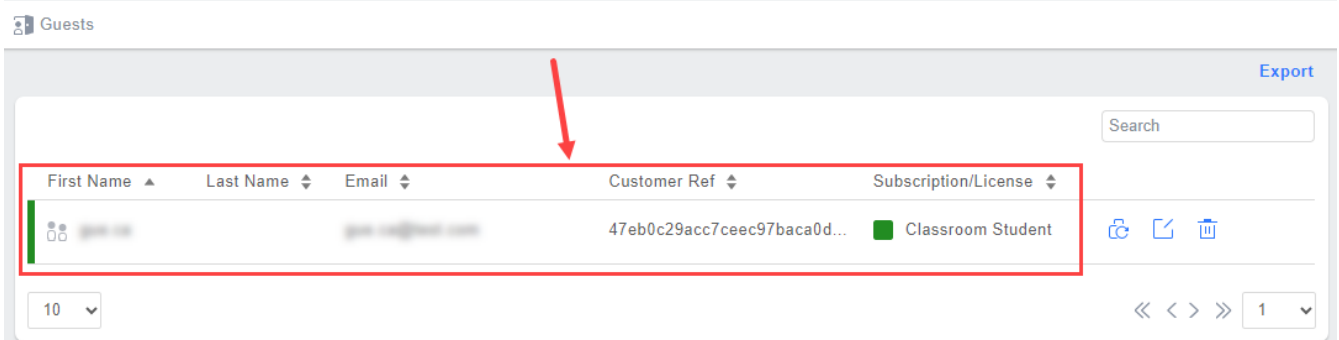 Guests
Export
Search
First Name Last Name Email Customer Ref Subscription/License
47eb0c29acc7ceec97baca0d... Classroom Student
10 1